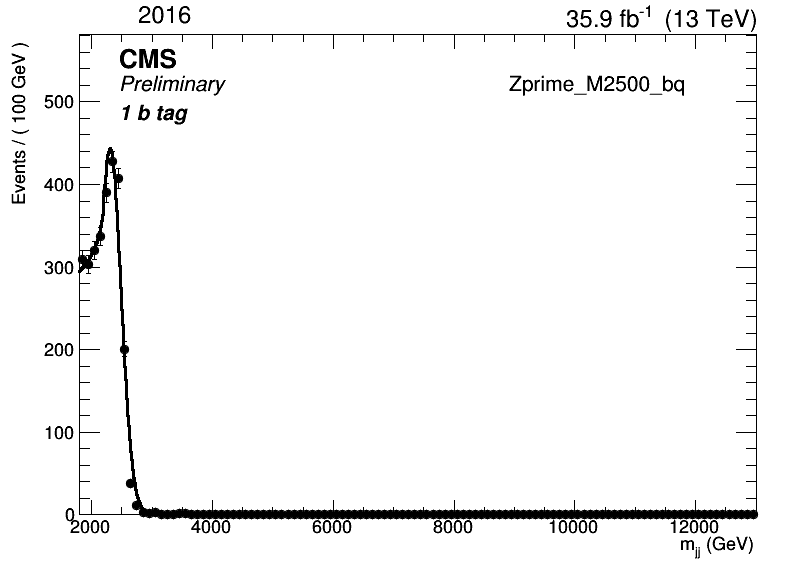 2016
35.9 fb⁻¹ (13 TeV)
CMS
Preliminary
Zprime_M2500_bq
1 b tag
Events / ( 100 GeV )
500
400
300
200
100
0
2000 4000 6000 8000 10000 12000
m_jj (GeV)